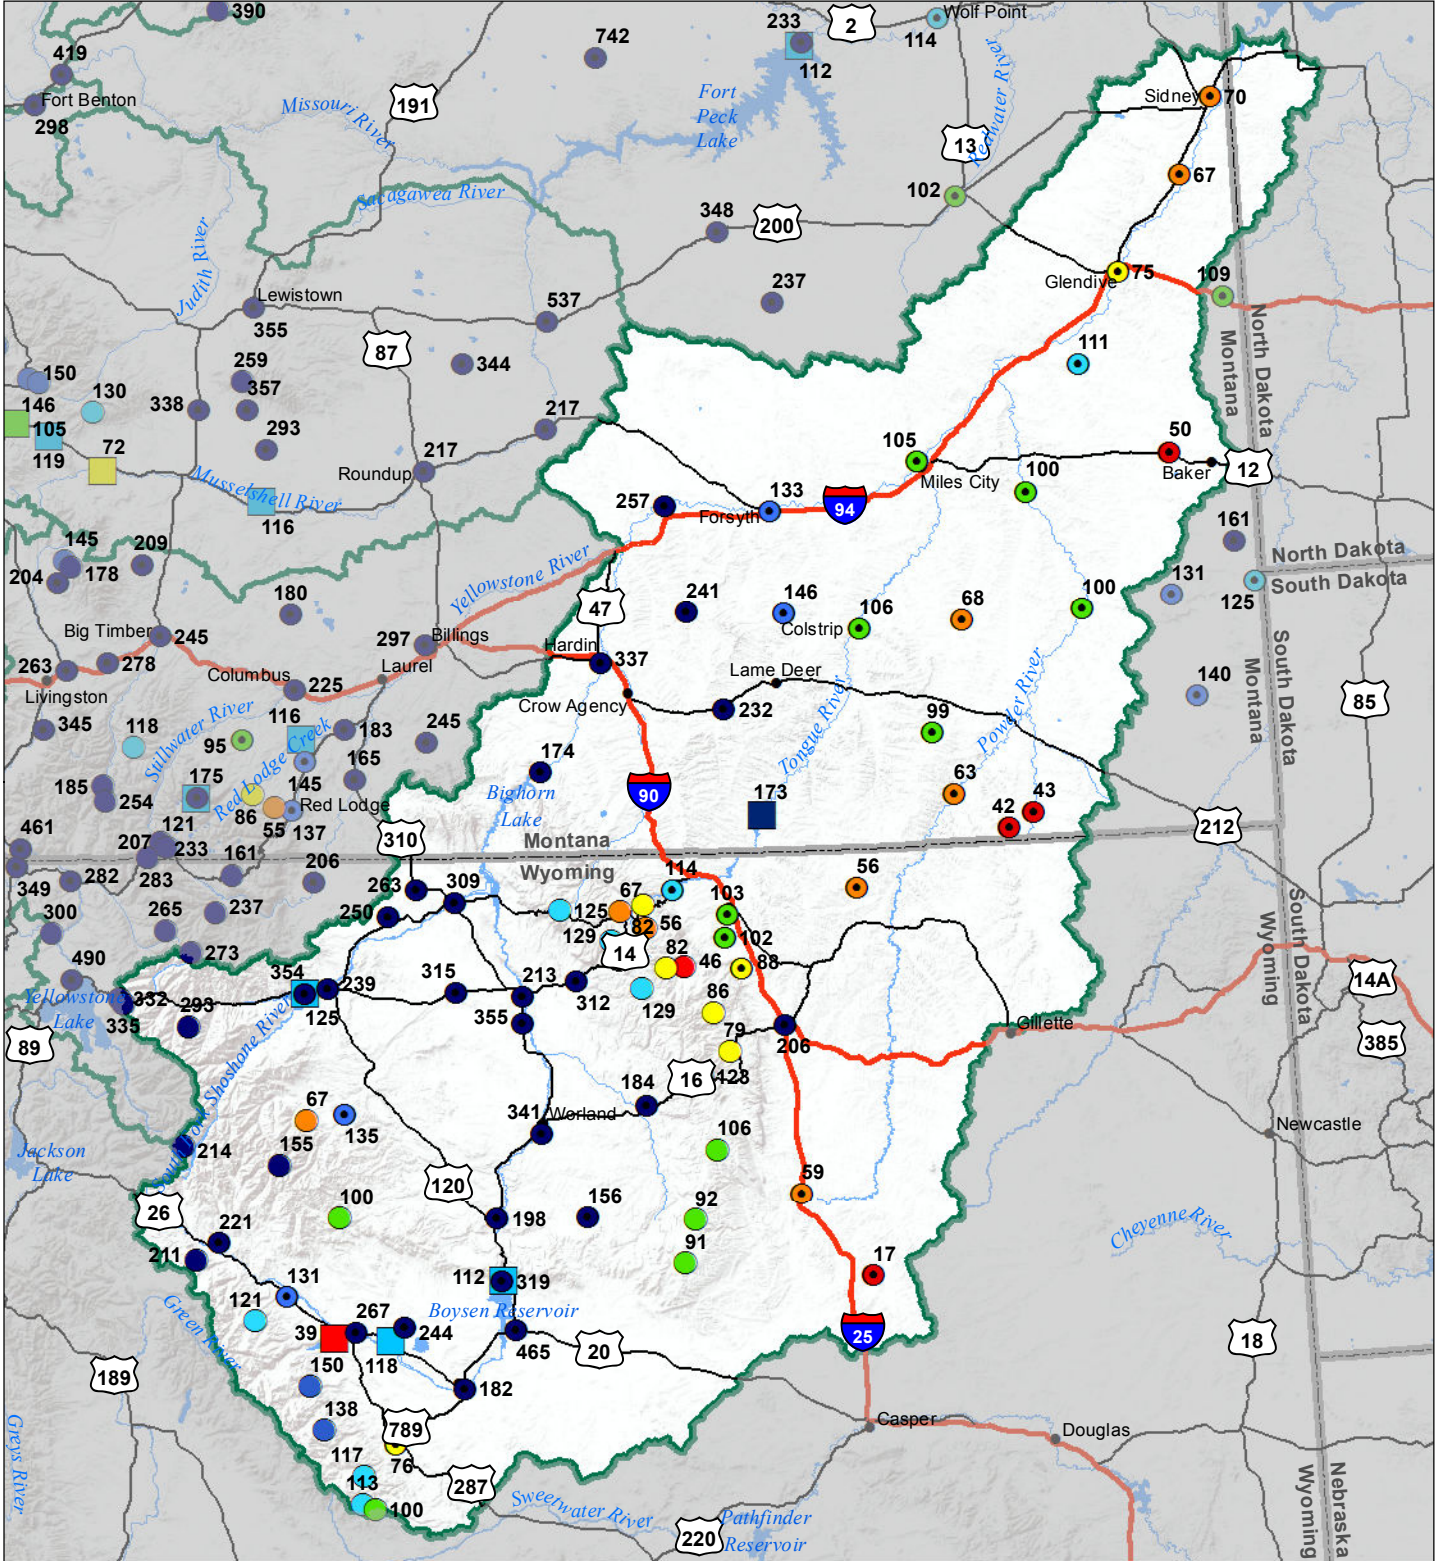 390
742
233
2
Wolf Point
114
419
112
Fort Benton
298
Missouri River
191
Fort
Peck
Lake
Redwater River
13
Sidney
70
67
102
Sacagawea River
348
200
Judith River
237
75
Glendive
109
Lewistown
355
537
North Dakota
Montana
87
344
111
150
130
259
357
338
146
105
119
72
293
217
217
Roundup
105
Miles City
100
50
Baker
12
Musselshell River
116
257
133
Forsyth
94
161
145
209
204
178
Yellowstone River
North Dakota
South Dakota
131
125
180
47
241
146
Colstrip
106
68
100
Big Timber
245
297
Billings
Hardin
337
263
278
Livingston
Columbus
225
Laurel
Lame Deer
Crow Agency
232
140
85
South Dakota
Montana
345
118
Stillwater River
95
116
Red Lodge Creek
183
245
165
99
Powder River
Tongue River
174
Bighorn
Lake
90
173
63
43
42
185
254
175
86
55
145
137
Red Lodge
310
Montana
Wyoming
212
461
121
207
233
349
282
283
161
206
263
309
250
114
67
125
82
56
129
14
103
102
56
300
265
237
273
490
Yellowstone
Lake
332
335
293
354
125
239
315
213
312
355
82
46
88
129
86
79
123
206
Gillette
South Dakota
Wyoming
14A
385
89
South Fork Shoshone River
67
135
155
184
16
341
Worland
214
Jackson
Lake
106
Newcastle
120
26
100
198
156
92
59
91
221
211
Cheyenne River
17
131
121
112
319
Boysen Reservoir
Green River
39
267
118
244
465
20
25
18
189
150
182
138
789
76
Casper
Douglas
Greys River
117
113
100
287
Sweetwater River
220
Pathfinder
Reservoir
Nebraska
Wyoming